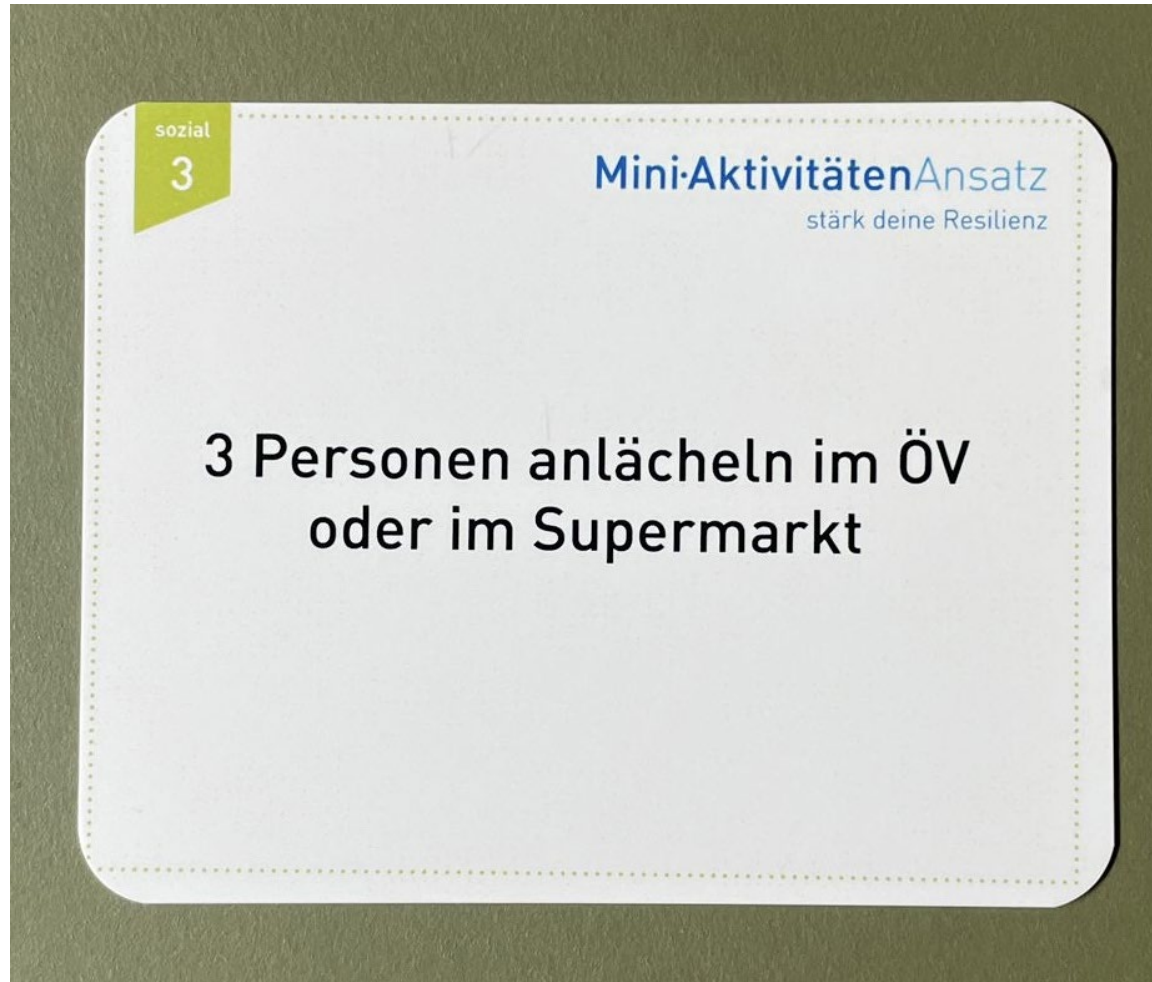 sozial
3
Mini·AktivitätenAnsatz
stärk deine Resilienz
3 Personen anlächeln im ÖV
oder im Supermarkt